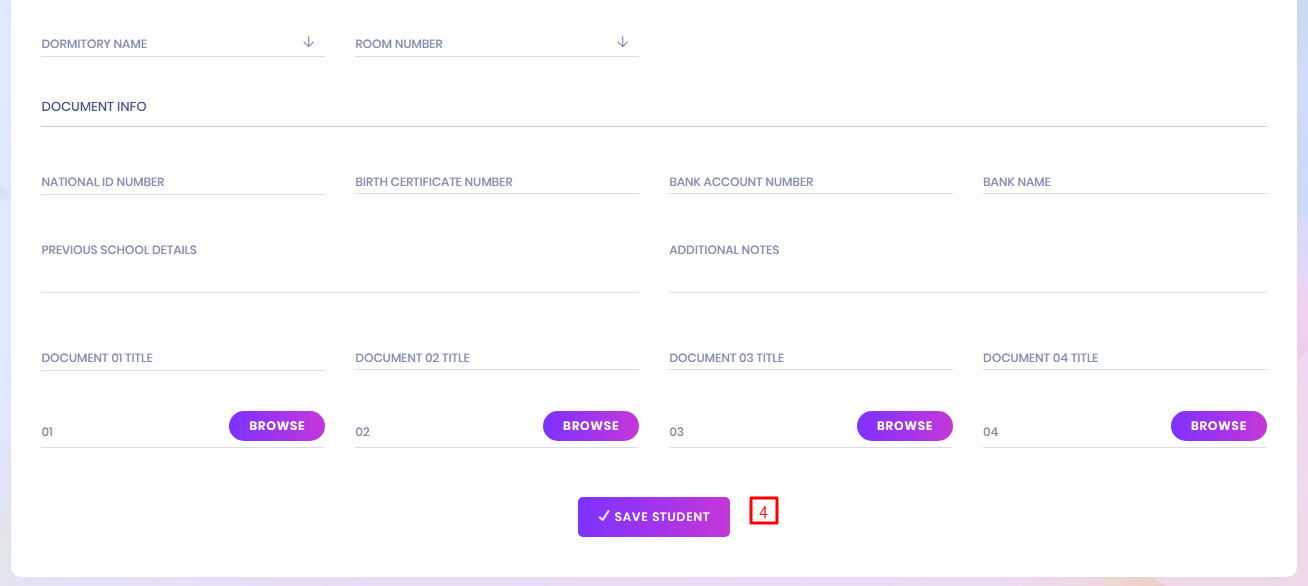 DORMITORY NAME ROOM NUMBER
DOCUMENT INFO
NATIONAL ID NUMBER BIRTH CERTIFICATE NUMBER BANK ACCOUNT NUMBER BANK NAME
PREVIOUS SCHOOL DETAILS ADDITIONAL NOTES
DOCUMENT 01 TITLE DOCUMENT 02 TITLE DOCUMENT 03 TITLE DOCUMENT 04 TITLE
01 BROWSE 02 BROWSE 03 BROWSE 04 BROWSE
SAVE STUDENT 4